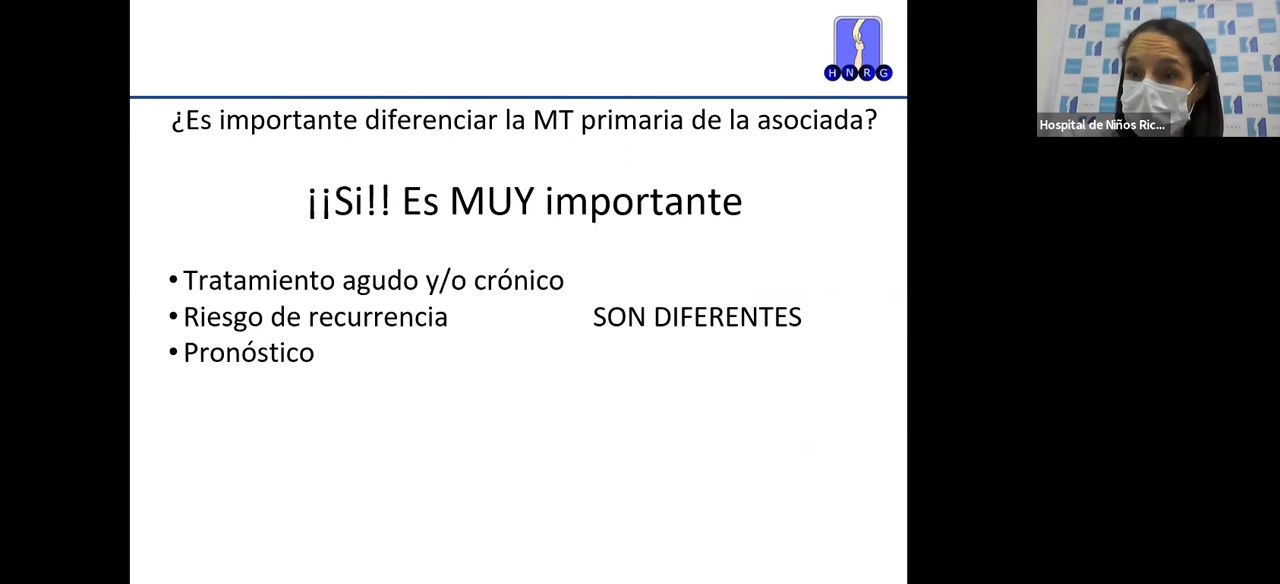 H N R G
¿Es importante diferenciar la MT primaria de la asociada?
¡¡Si!! Es MUY importante
• Tratamiento agudo y/o crónico
• Riesgo de recurrencia
SON DIFERENTES
• Pronóstico
Hospital de Niños Ric...